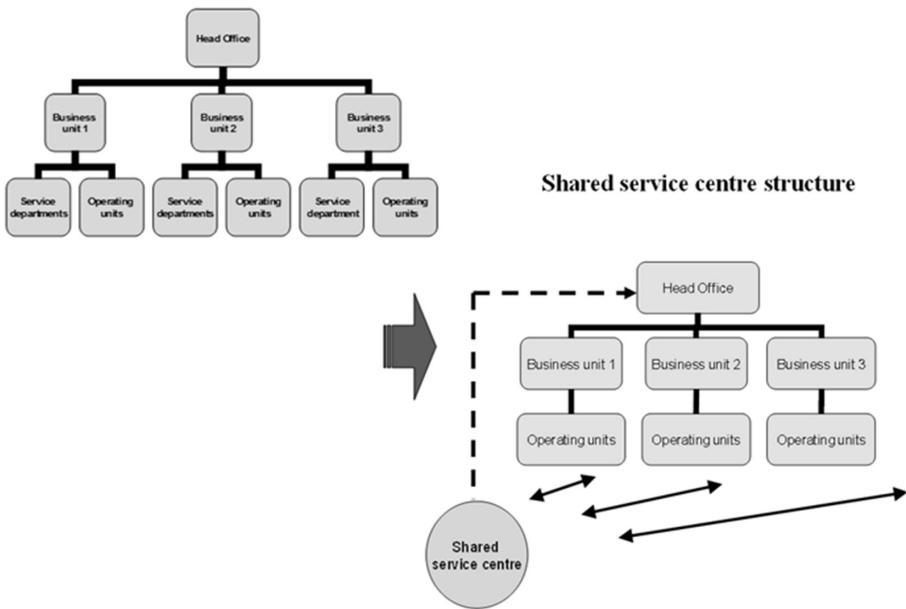 Head Office
Business
unit 1
Business
unit 2
Business
unit 3
Service
departments
Operating
units
Service
departments
Operating
units
Service
department
Operating
units
Shared service centre structure
Head Office
Business unit 1
Business unit 2
Business unit 3
Operating units
Operating units
Operating units
Shared
service centre